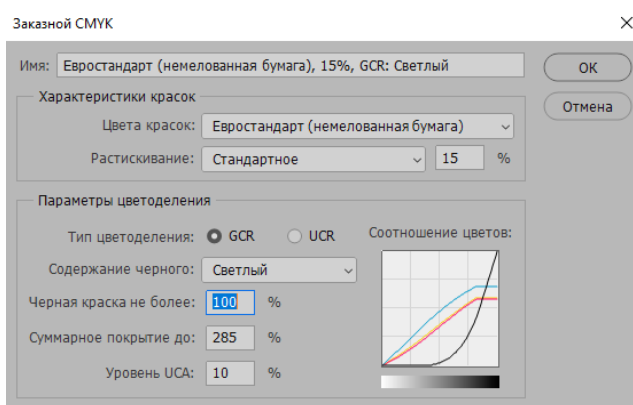 Заказной CMYK
Имя: Евростандарт (немелованная бумага), 15%, GCR: Светлый
OK
Характеристики красок
Отмена
Цвета красок: Евростандарт (немелованная бумага)
Растискивание: Стандартное 15 %
Параметры цветоделения
Тип цветоделения: GCR UCR Соотношение цветов:
Содержание черного: Светлый
Черная краска не более: 100 %
Суммарное покрытие до: 285 %
Уровень UCA: 10 %